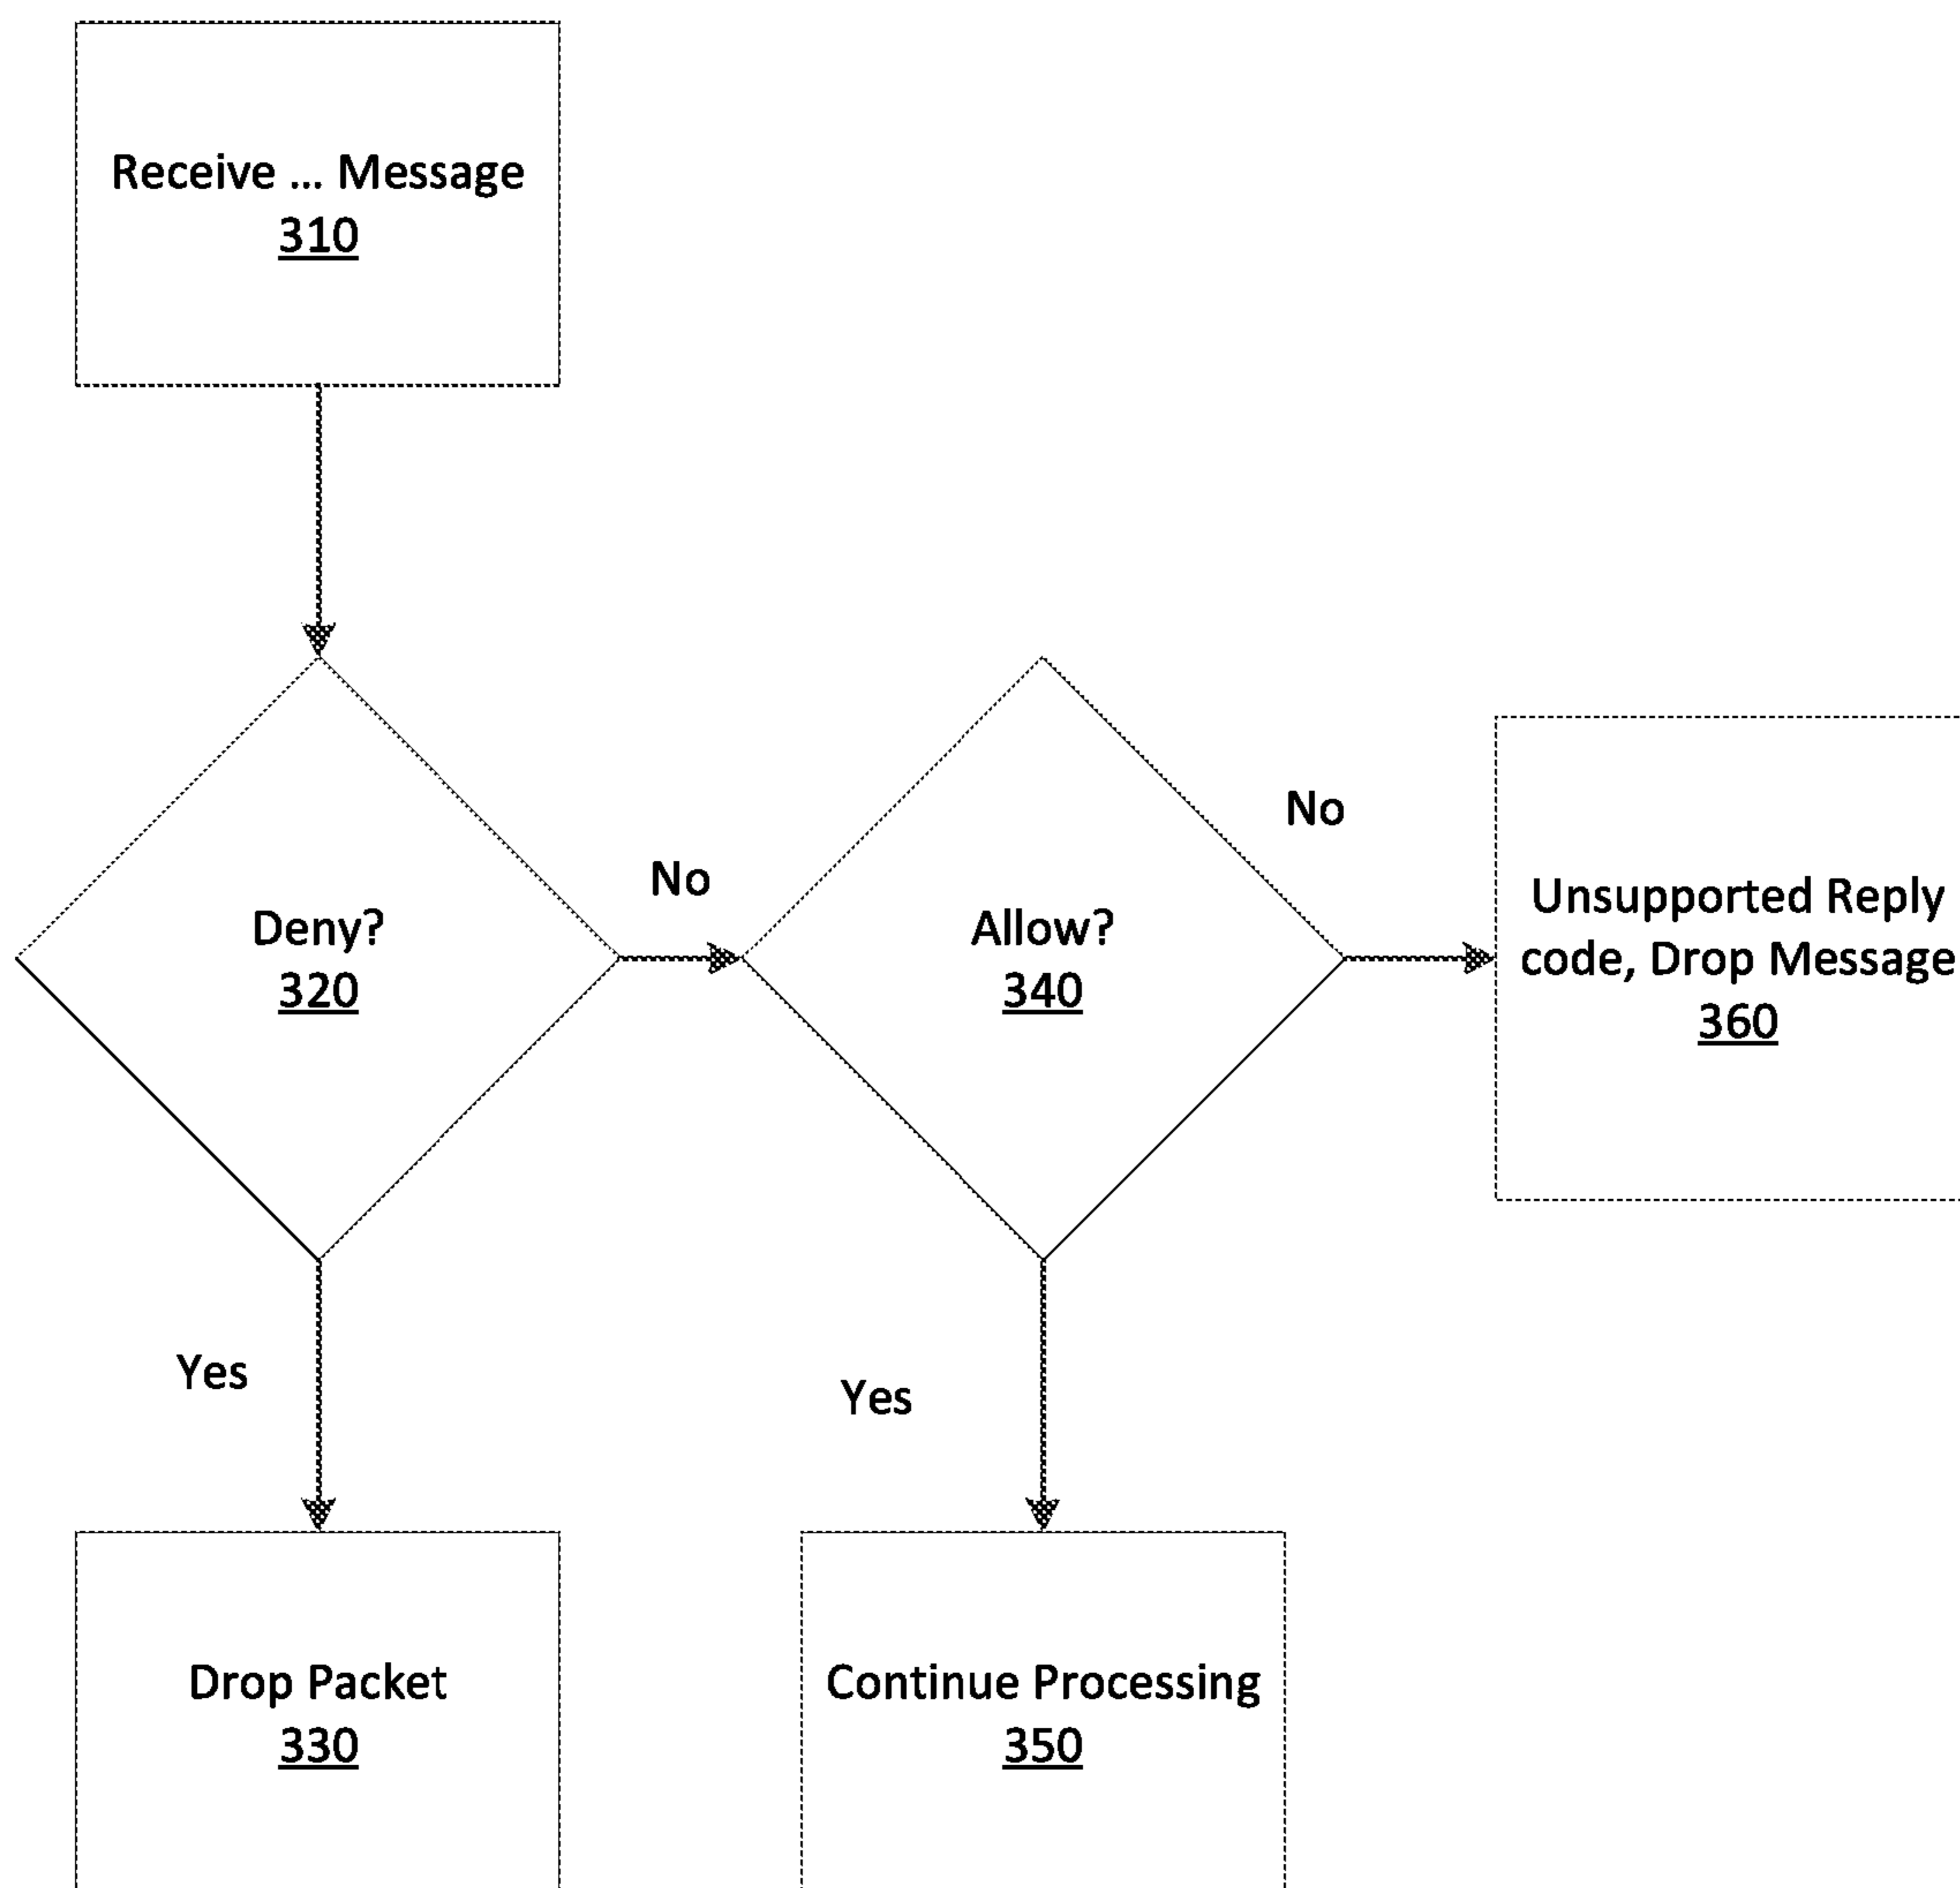 Receive ... Message
310
Deny?
320
No
Allow?
340
No
Unsupported Reply
code, Drop Message
360
Yes
Yes
Drop Packet
330
Continue Processing
350